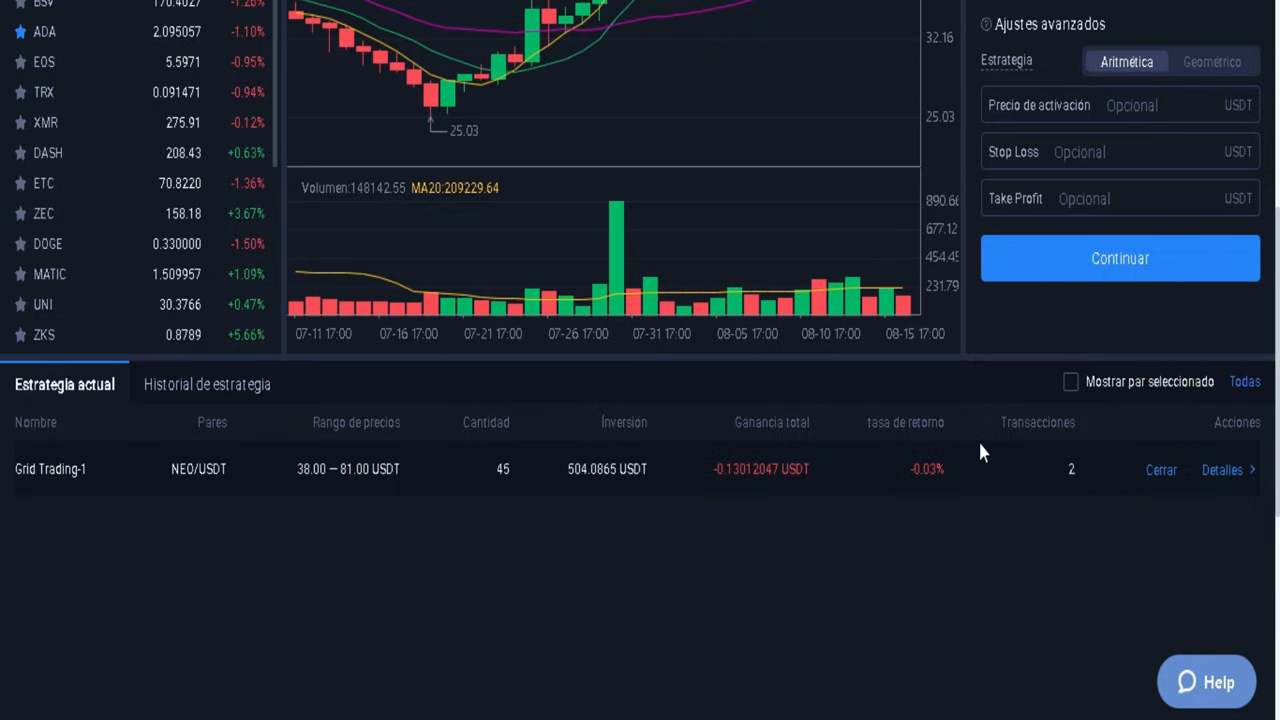 BSV 170.4027 -1.26%
ADA 2.095057 -1.10%
EOS 5.5971 -0.95%
TRX 0.091471 -0.94%
XMR 275.91 -0.12%
DASH 208.43 +0.63%
ETC 70.8220 -1.36%
ZEC 158.18 +3.67%
DOGE 0.330000 -1.50%
MATIC 1.509957 +1.09%
UNI 30.3766 +0.47%
ZKS 0.8789 +5.66%
32.16
25.03
25.03
Volumen:148142.55 MA20:209229.64
890.66
677.12
454.45
231.79
07-11 17:00 07-16 17:00 07-21 17:00 07-26 17:00 07-31 17:00 08-05 17:00 08-10 17:00 08-15 17:00
Ajustes avanzados
Estrategia Aritmética Geométrico
Precio de activación Opcional USDT
Stop Loss Opcional USDT
Take Profit Opcional USDT
Continuar
Estrategia actual Historial de estrategia Mostrar par seleccionado Todas
Nombre Pares Rango de precios Cantidad Ínversión Ganancia total tasa de retorno Transacciones Acciones
Grid Trading-1 NEO/USDT 38.00 — 81.00 USDT 45 504.0865 USDT -0.13012047 USDT -0.03% 2 Cerrar Detalles >
Help